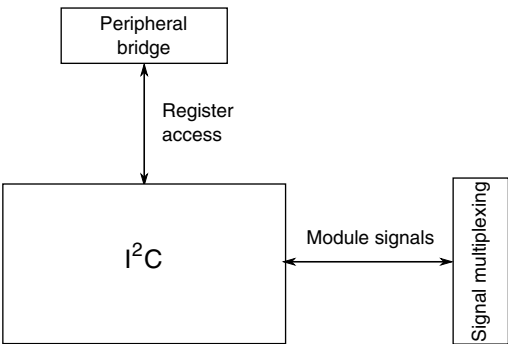 Peripheral
bridge
Register
access
I²C
Module signals
Signal multiplexing